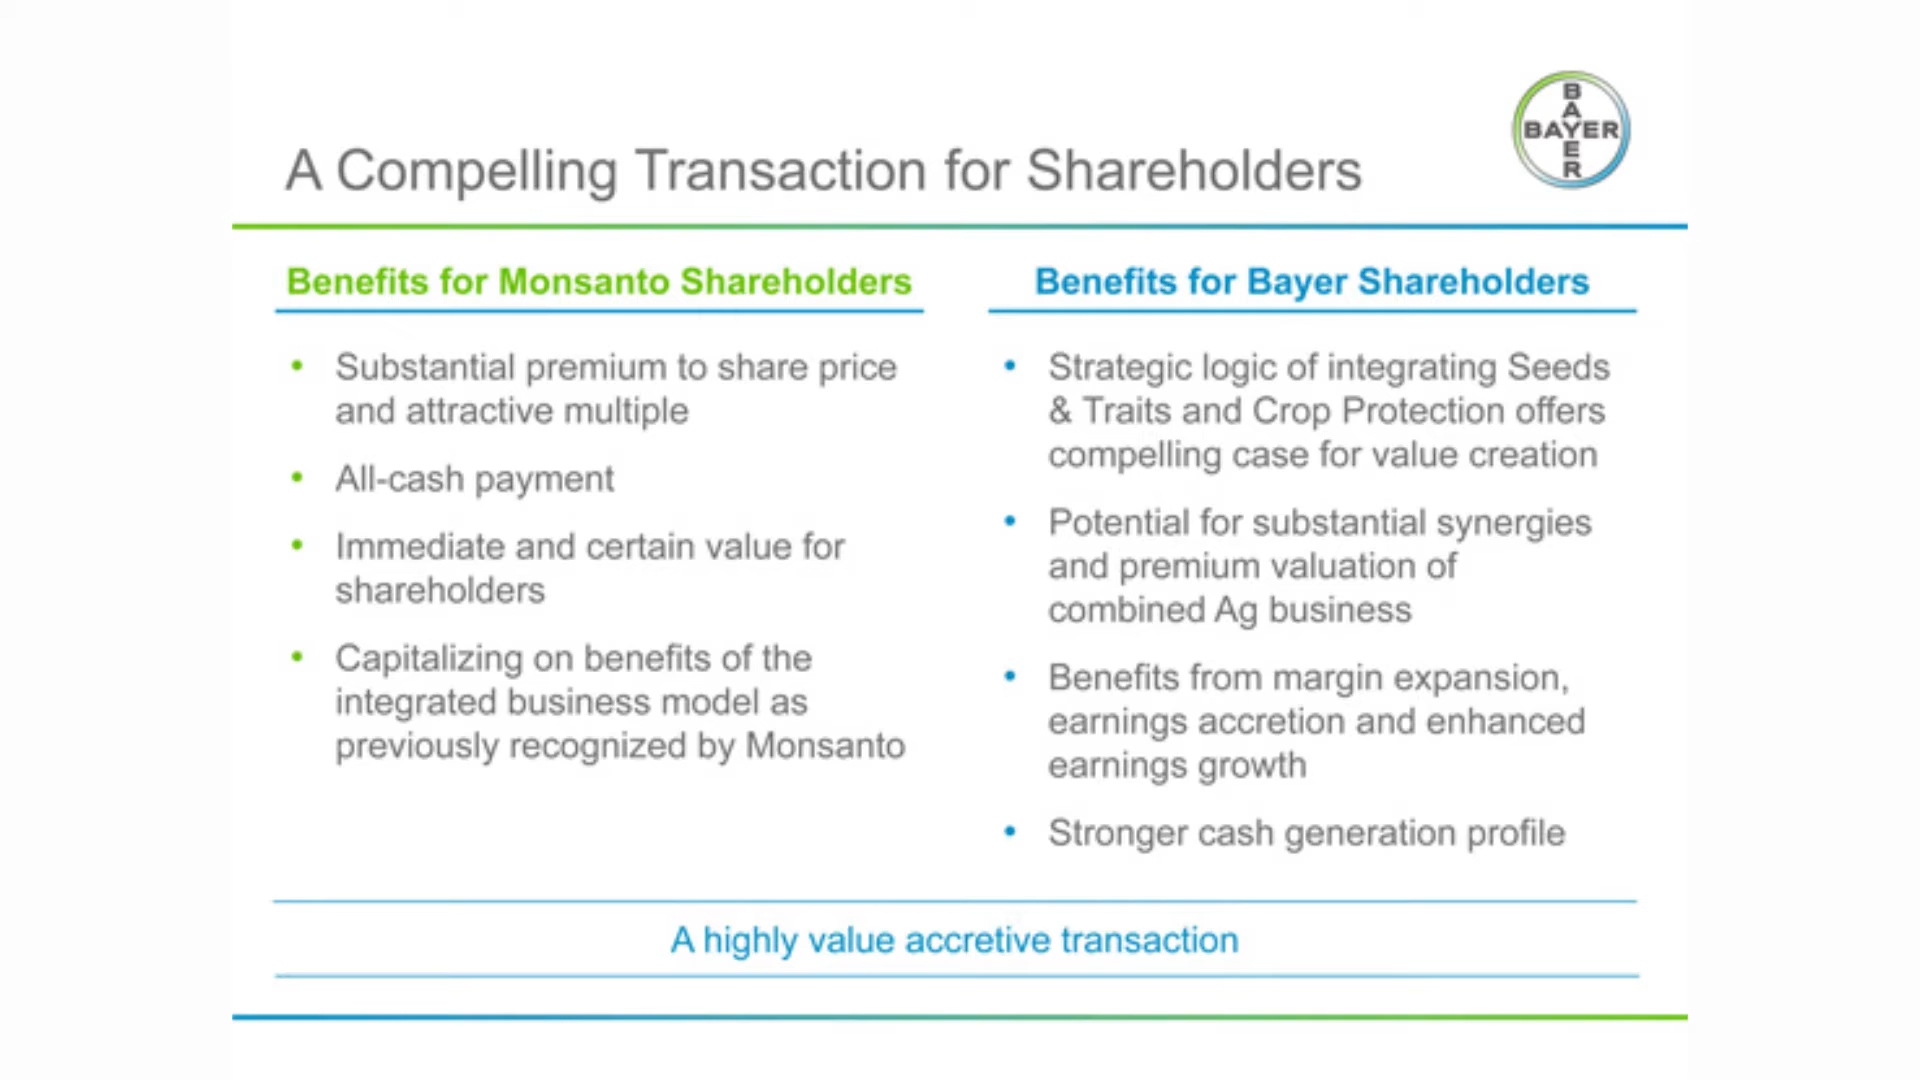 A Compelling Transaction for Shareholders
BAYER
BAYER
Benefits for Monsanto Shareholders
• Substantial premium to share price
and attractive multiple
• All-cash payment
• Immediate and certain value for
shareholders
• Capitalizing on benefits of the
integrated business model as
previously recognized by Monsanto
Benefits for Bayer Shareholders
• Strategic logic of integrating Seeds
& Traits and Crop Protection offers
compelling case for value creation
• Potential for substantial synergies
and premium valuation of
combined Ag business
• Benefits from margin expansion,
earnings accretion and enhanced
earnings growth
• Stronger cash generation profile
A highly value accretive transaction